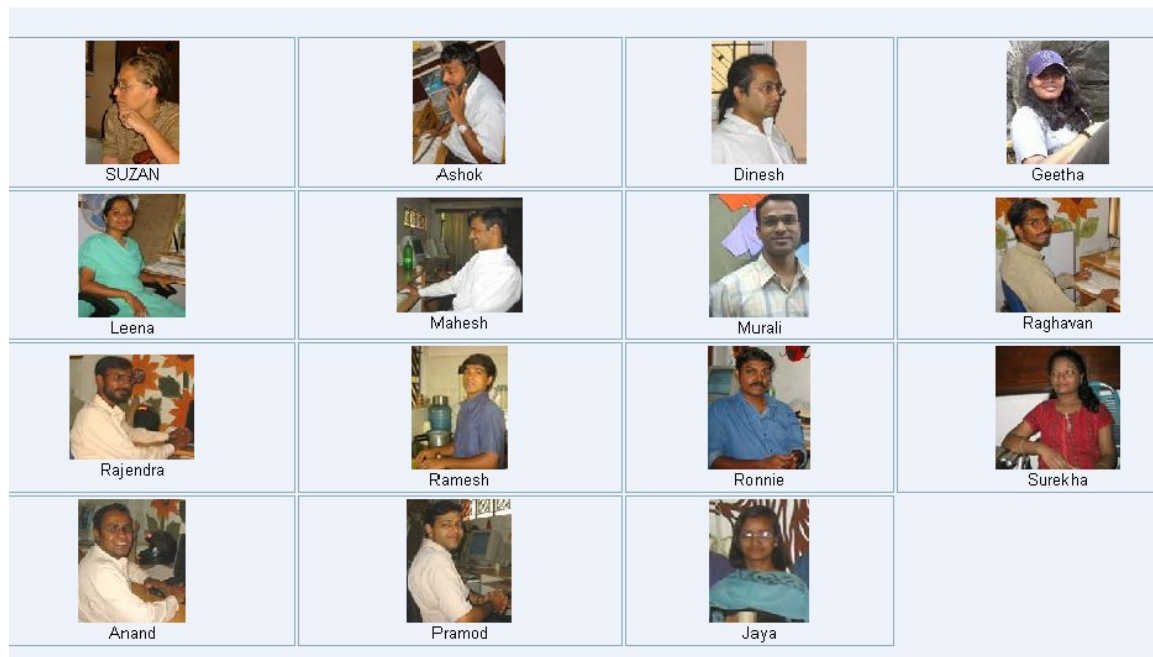 SUZAN
Ashok
Dinesh
Geetha
Leena
Mahesh
Murali
Raghavan
Rajendra
Ramesh
Ronnie
Surekha
Anand
Pramod
Jaya